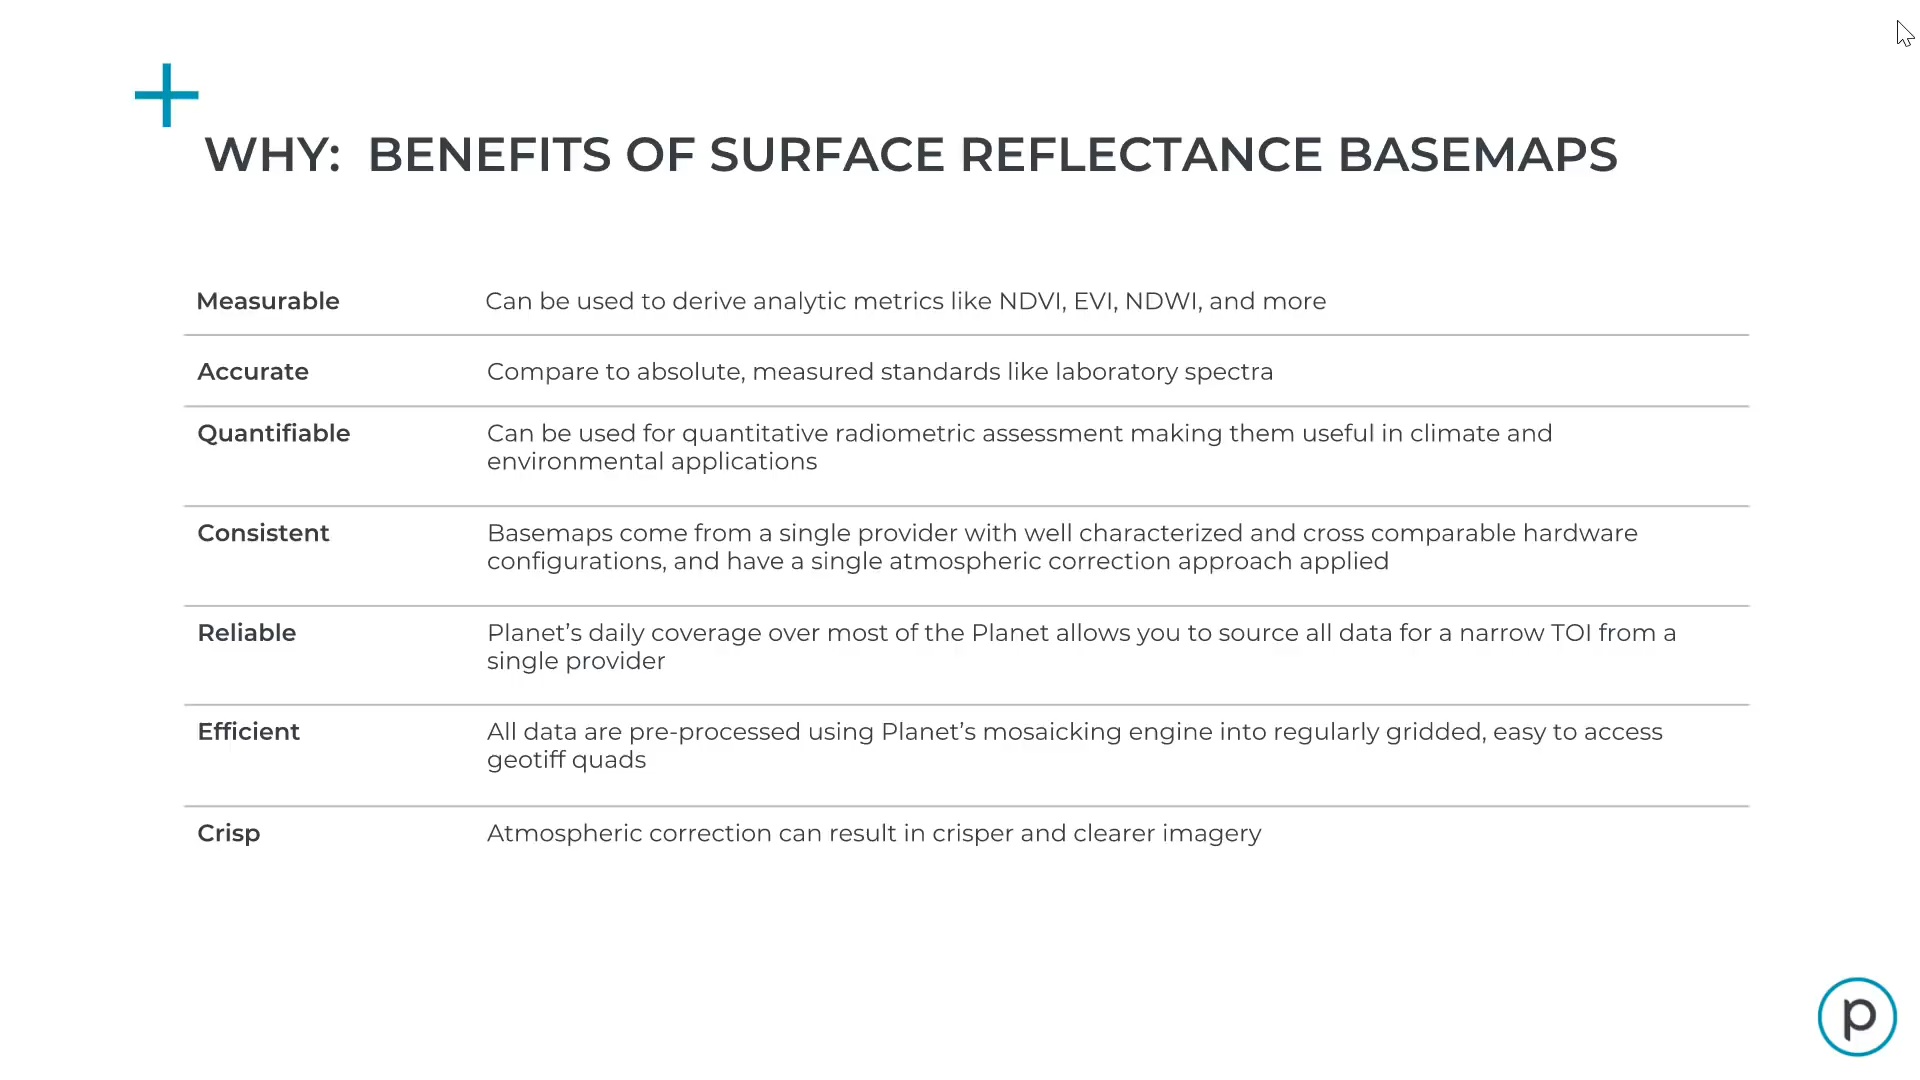 WHY: BENEFITS OF SURFACE REFLECTANCE BASEMAPS
Measurable
Can be used to derive analytic metrics like NDVI, EVI, NDWI, and more
Accurate
Compare to absolute, measured standards like laboratory spectra
Quantifiable
Can be used for quantitative radiometric assessment making them useful in climate and
environmental applications
Consistent
Basemaps come from a single provider with well characterized and cross comparable hardware
configurations, and have a single atmospheric correction approach applied
Reliable
Planet’s daily coverage over most of the Planet allows you to source all data for a narrow TOI from a
single provider
Efficient
All data are pre-processed using Planet’s mosaicking engine into regularly gridded, easy to access
geotiff quads
Crisp
Atmospheric correction can result in crisper and clearer imagery
p